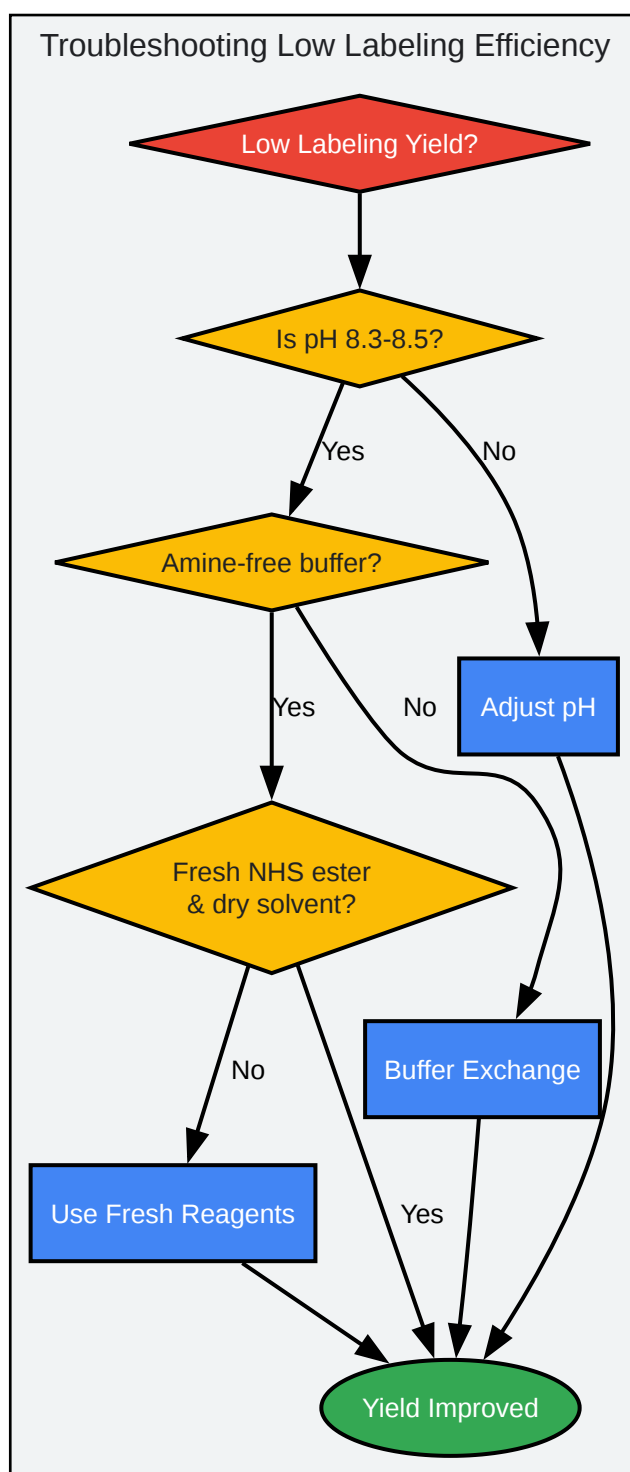 Troubleshooting Low Labeling Efficiency
Low Labeling Yield?
Is pH 8.3-8.5?
Yes
No
Amine-free buffer?
Yes
No
Adjust pH
Fresh NHS ester
& dry solvent?
No
Buffer Exchange
Use Fresh Reagents
Yes
Yield Improved